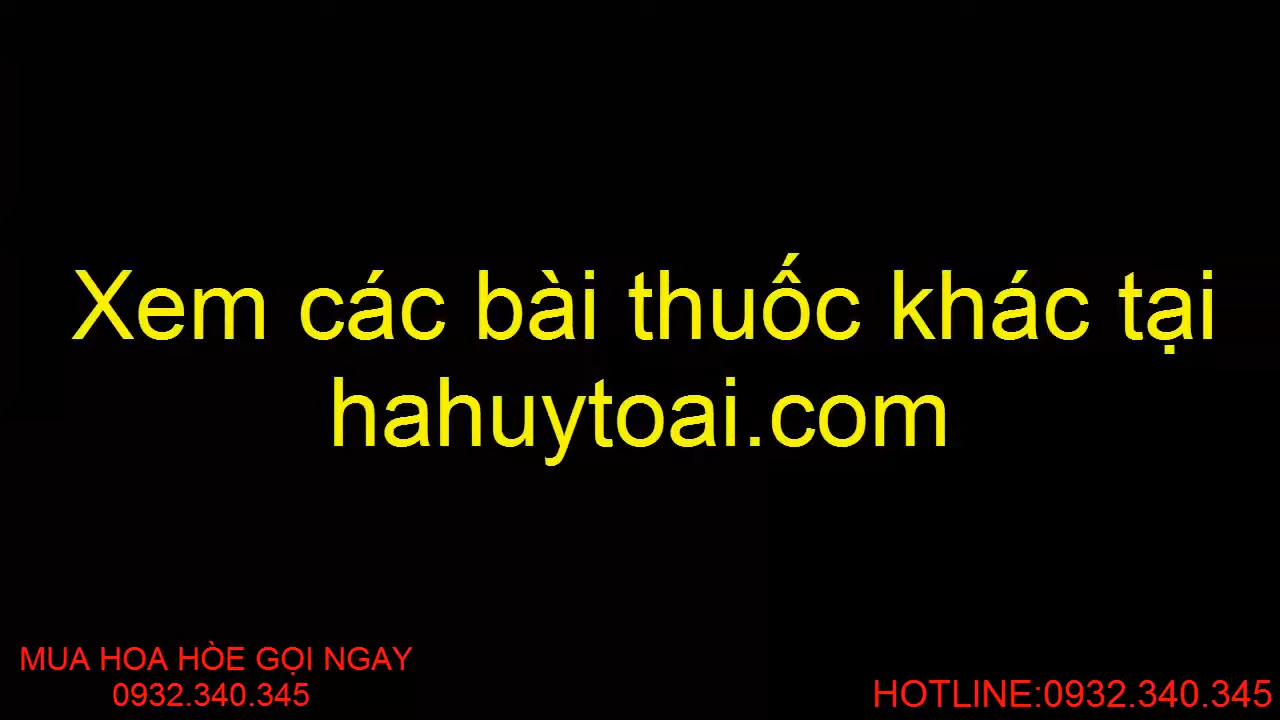 Xem các bài thuốc khác tại
hahuytoai.com
MUA HOA HÒE GỌI NGAY
0932.340.345
HOTLINE:0932.340.345